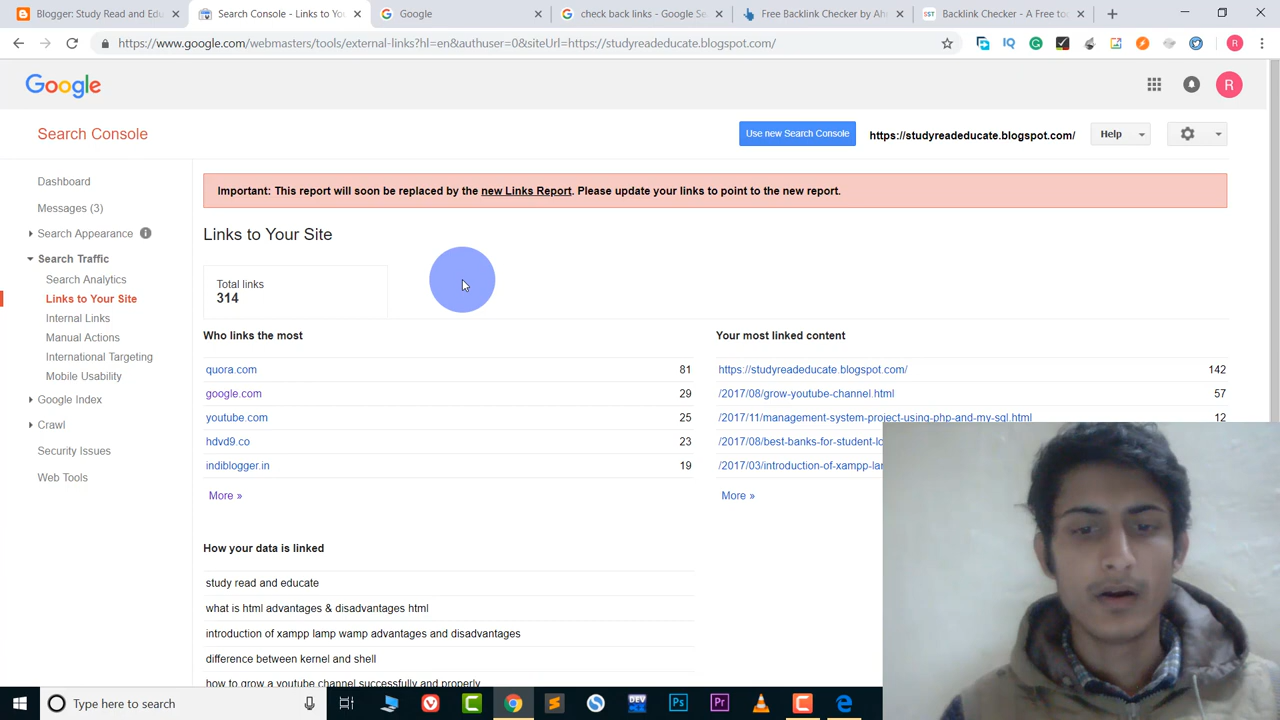 Blogger: Study Read and Edu
Search Console - Links to You
Google
check back links - Google Se
Free Backlink Checker by Ah
Backlink Checker - A Free to
https://www.google.com/webmasters/tools/external-links?hl=en&authuser=0&siteUrl=https://studyreadeducate.blogspot.com/
IQ
R
Google
R
Search Console
Use new Search Console
https://studyreadeducate.blogspot.com/
Help
Dashboard
Messages (3)
Search Appearance
Search Traffic
Search Analytics
Links to Your Site
Internal Links
Manual Actions
International Targeting
Mobile Usability
Google Index
Crawl
Security Issues
Web Tools
Important: This report will soon be replaced by the new Links Report. Please update your links to point to the new report.
Links to Your Site
Total links
314
Who links the most
quora.com 81
google.com 29
youtube.com 25
hdvd9.co 23
indiblogger.in 19
More »
Your most linked content
https://studyreadeducate.blogspot.com/ 142
/2017/08/grow-youtube-channel.html 57
/2017/11/management-system-project-using-php-and-my-sql.html 12
/2017/08/best-banks-for-student-lo
/2017/03/introduction-of-xampp-lar
More »
How your data is linked
study read and educate
what is html advantages & disadvantages html
introduction of xampp lamp wamp advantages and disadvantages
difference between kernel and shell
how to grow a youtube channel successfully and properly
Type here to search
DEV
Ps
Pr